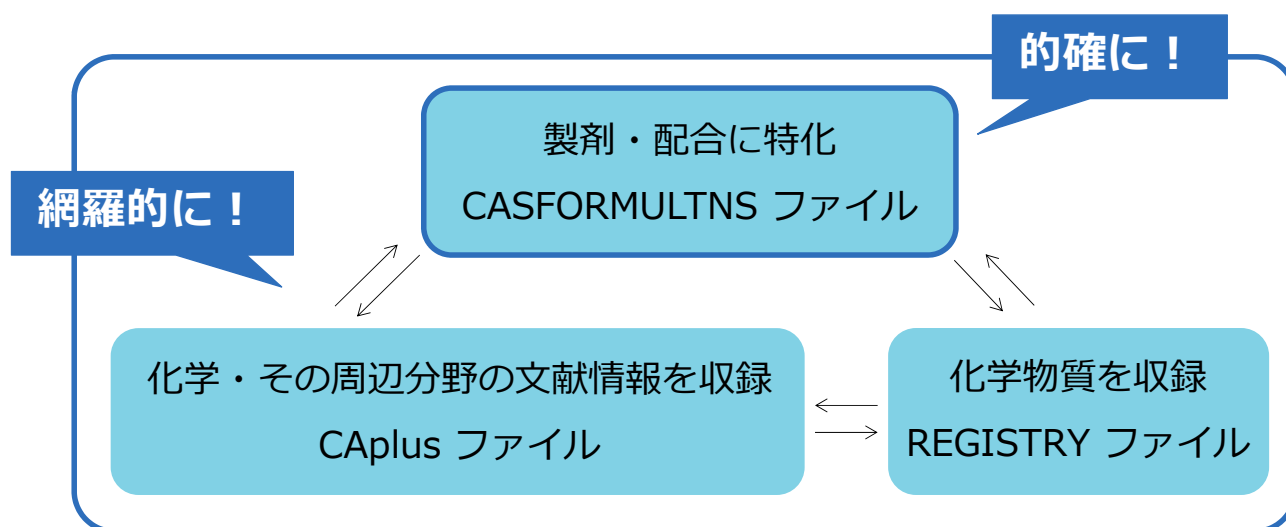 的確に！
製剤・配合に特化
CASFORMULTNS ファイル
網羅的に！
化学・その周辺分野の文献情報を収録
CAplus ファイル
化学物質を収録
REGISTRY ファイル